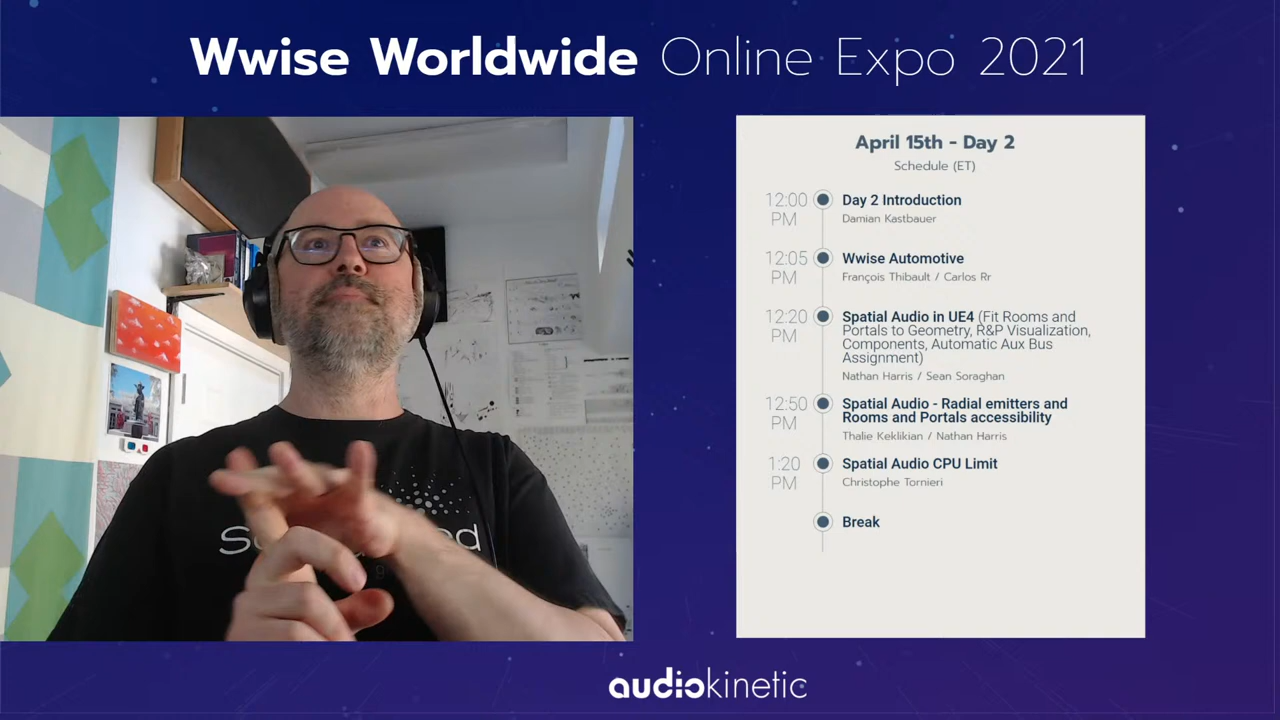 Wwise Worldwide Online Expo 2021
April 15th - Day 2
Schedule (ET)
12:00 PM
Day 2 Introduction
Damian Kastbauer
12:05 PM
Wwise Automotive
François Thibault / Carlos Rr
12:20 PM
Spatial Audio in UE4 (Fit Rooms and
Portals to Geometry, R&P Visualization,
Components, Automatic Aux Bus
Assignment)
Nathan Harris / Sean Soraghan
12:50 PM
Spatial Audio - Radial emitters and
Rooms and Portals accessibility
Thalie Keklikian / Nathan Harris
1:20 PM
Spatial Audio CPU Limit
Christophe Tornieri
Break
audiokinetic